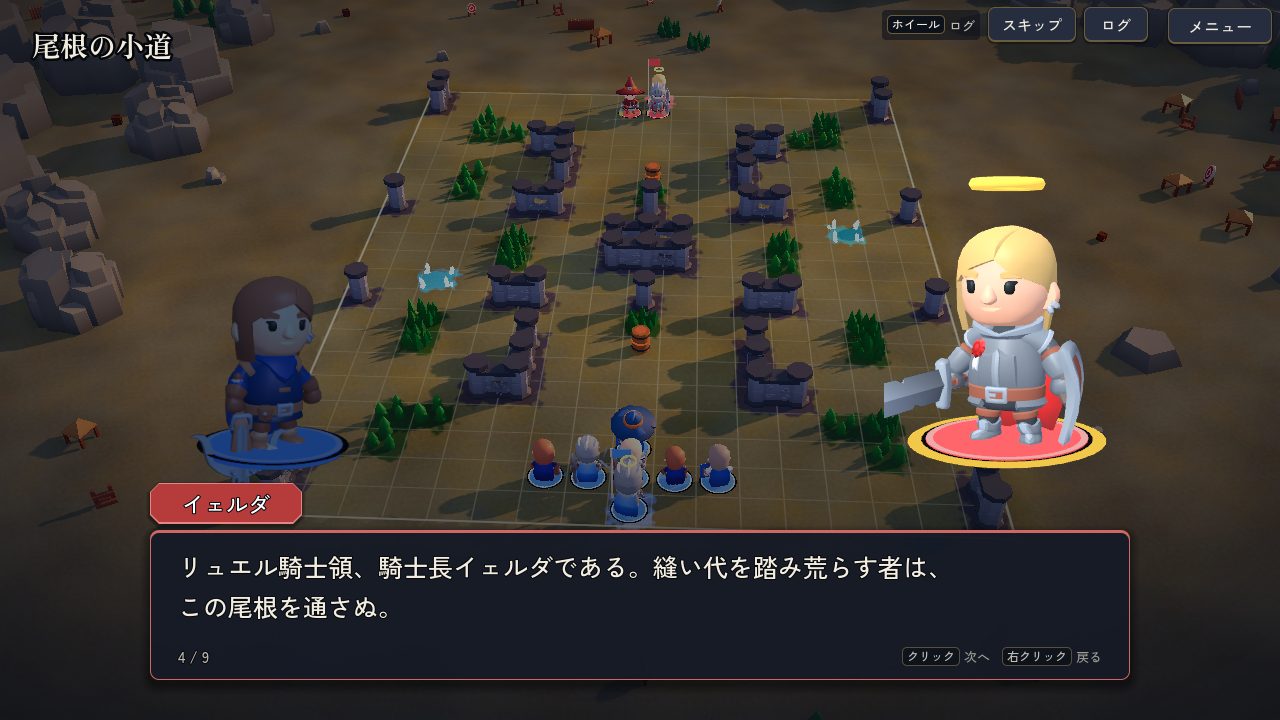 尾根の小道
ホイール ログ
スキップ
ログ
メニュー
イェルダ
リュエル騎士領、騎士長イェルダである。縫い代を踏み荒らす者は、
この尾根を通さぬ。
4 / 9
クリック 次へ 右クリック 戻る